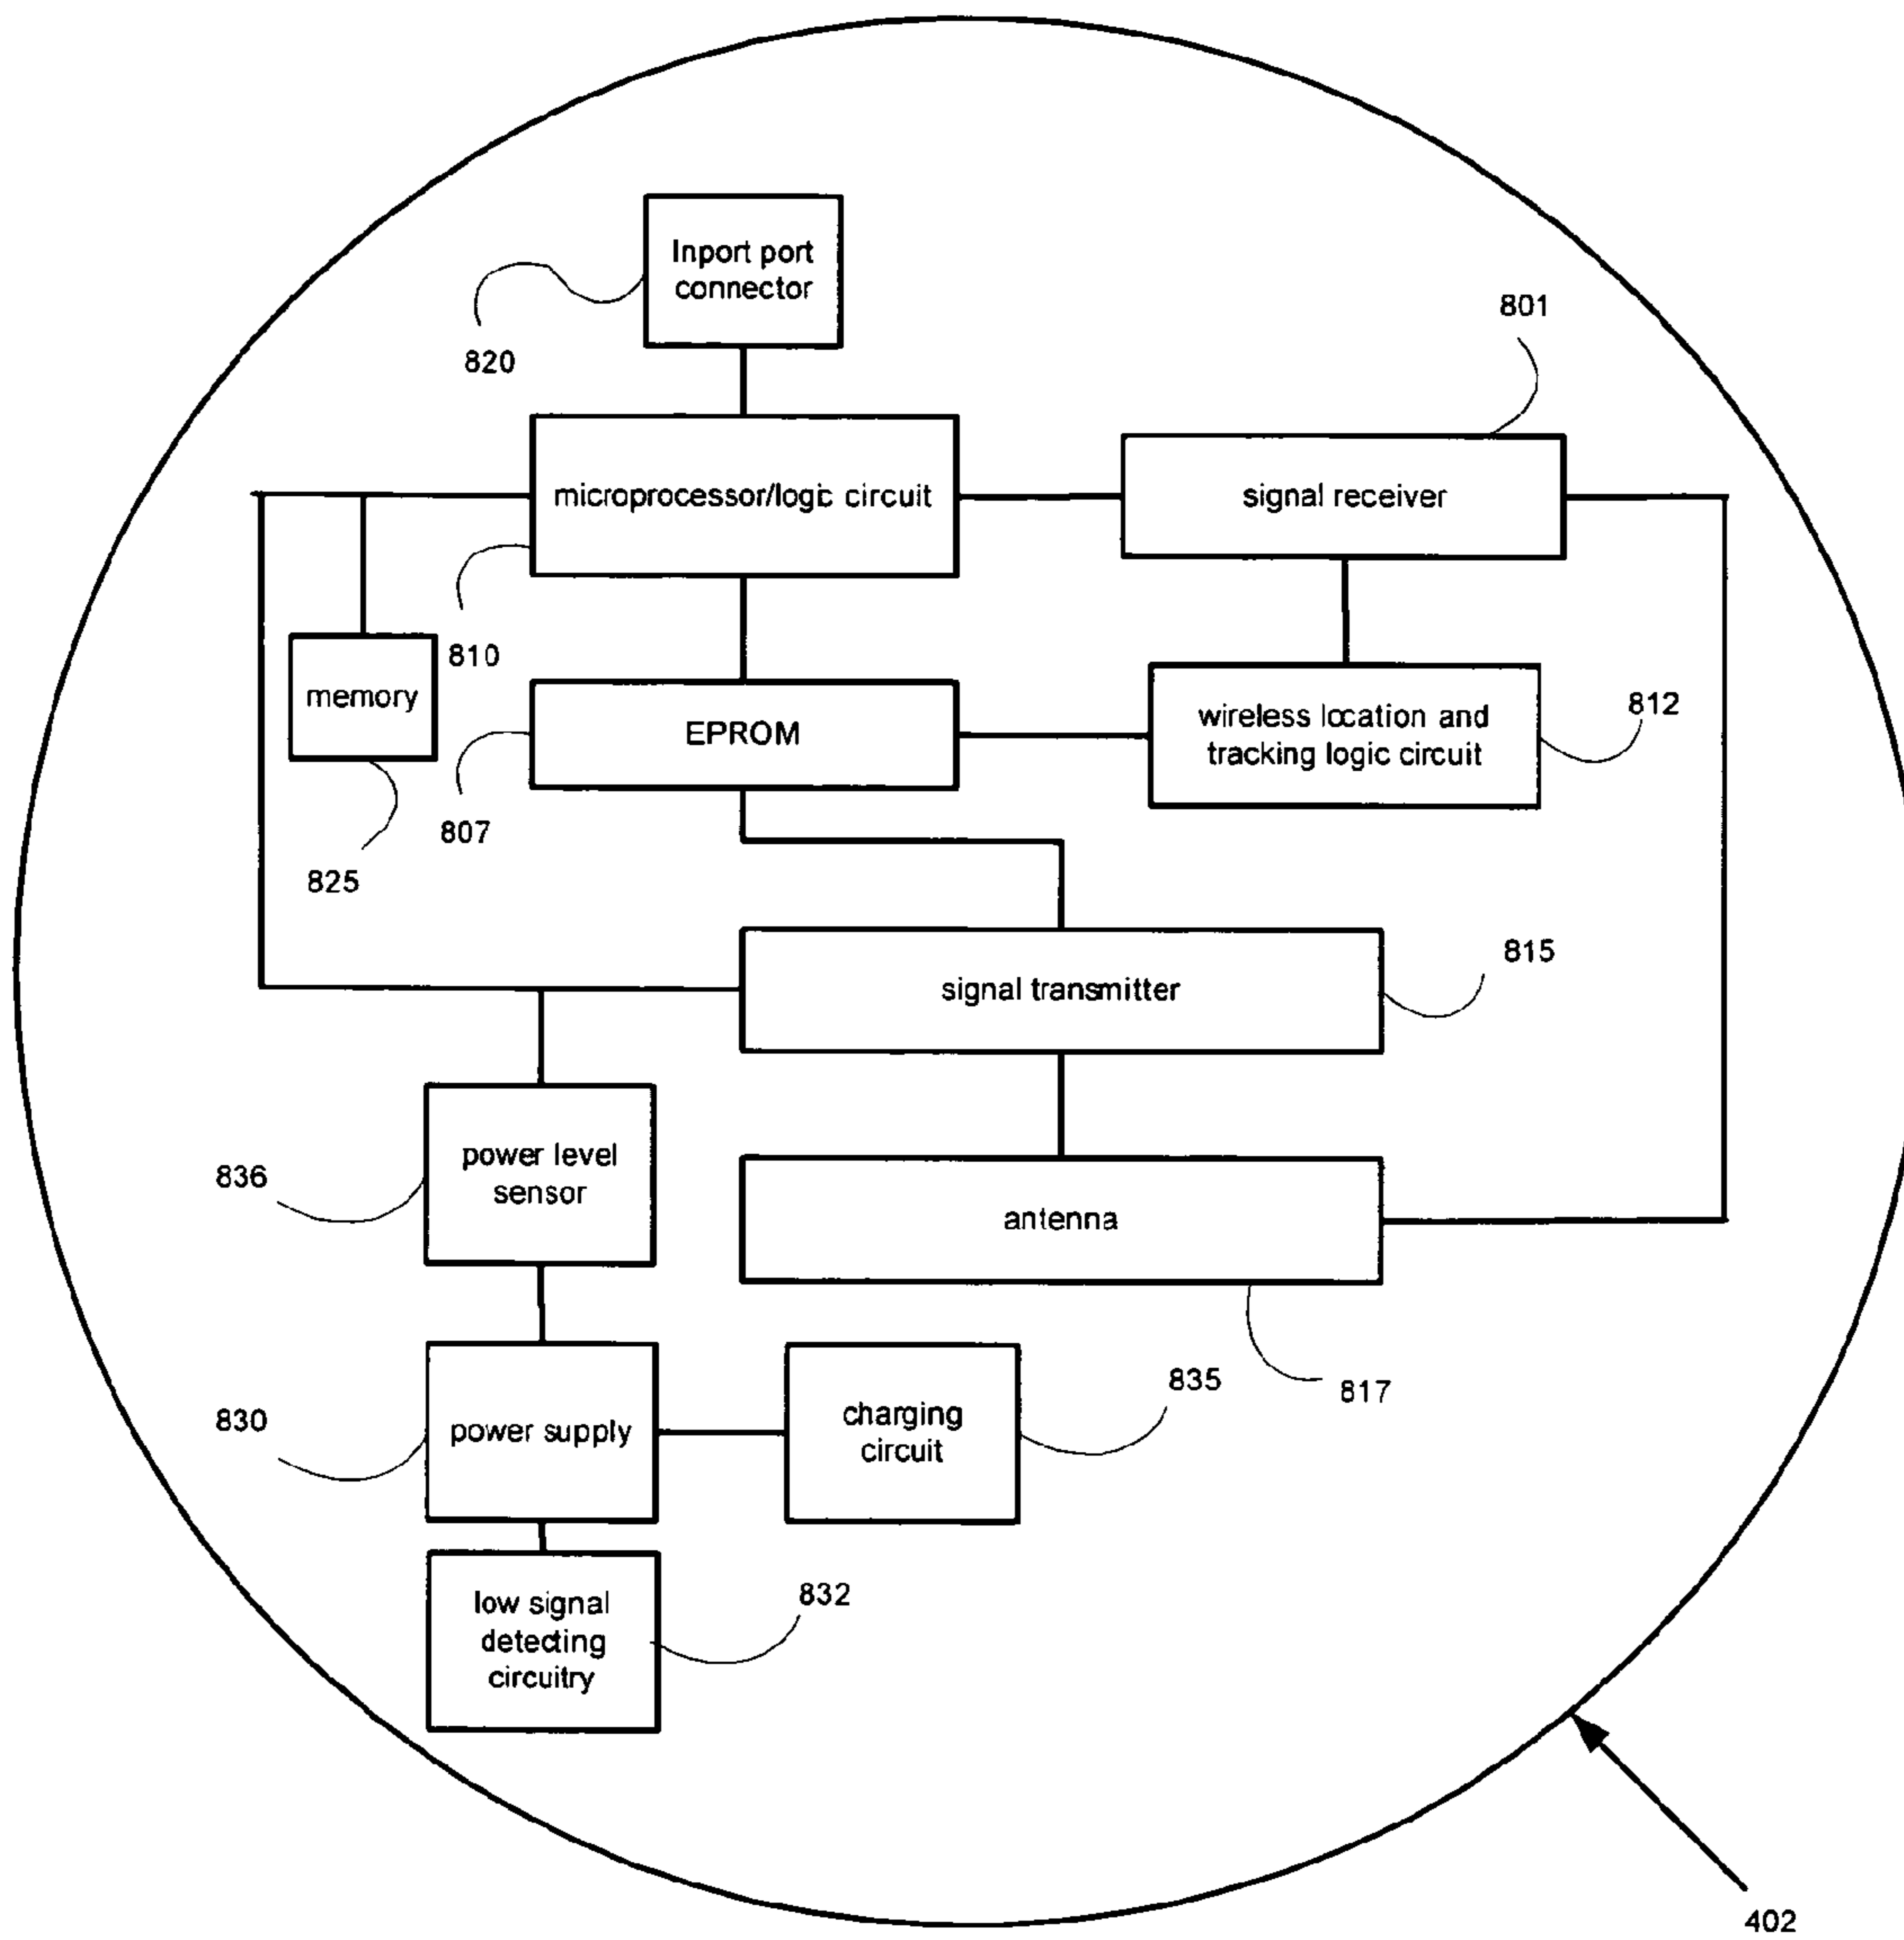 Inport port
connector
820
801
microprocessor/logic circuit
signal receiver
810
memory
825
EPROM
807
wireless location and
tracking logic circuit
812
signal transmitter
815
power level
sensor
836
antenna
817
power supply
830
charging
circuit
835
low signal
detecting
circuitry
832
402